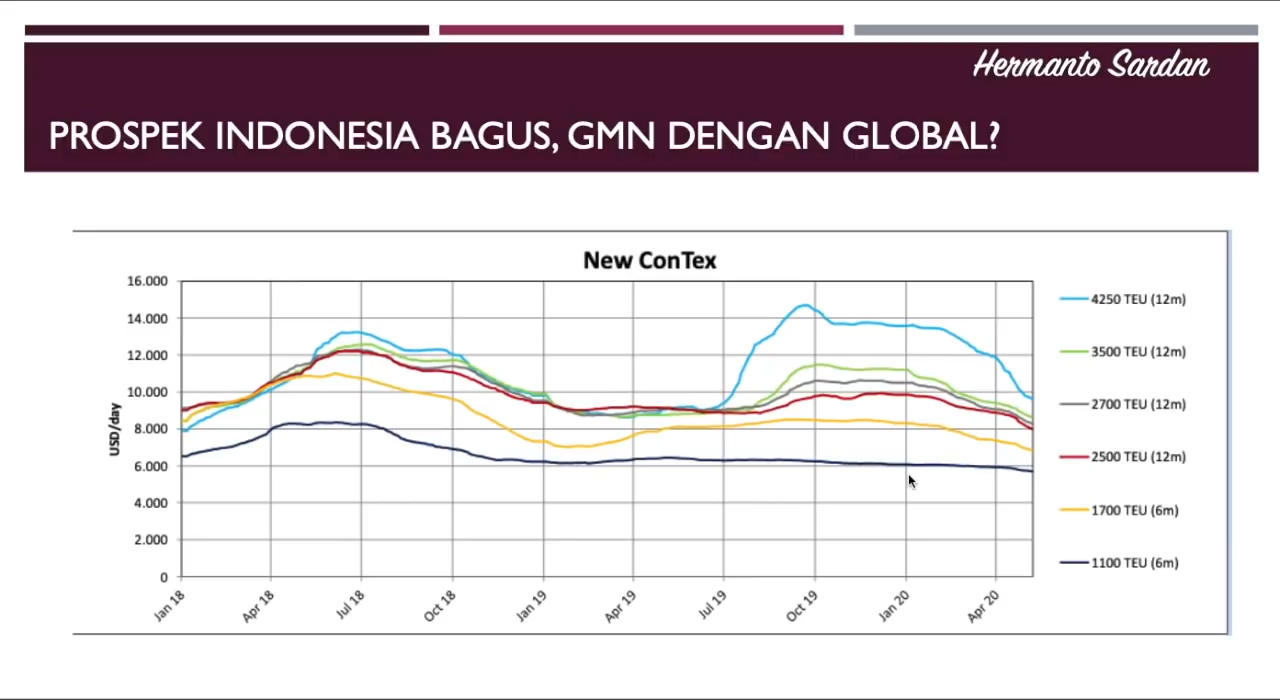 Hermanto Sardan
PROSPEK INDONESIA BAGUS, GMN DENGAN GLOBAL?
New ConTex
USD/day
16.000
14.000
12.000
10.000
8.000
6.000
4.000
2.000
0
Jan 18
Apr 18
Jul 18
Oct 18
Jan 19
Apr 19
Jul 19
Oct 19
Jan 20
Apr 20
4250 TEU (12m)
3500 TEU (12m)
2700 TEU (12m)
2500 TEU (12m)
1700 TEU (6m)
1100 TEU (6m)